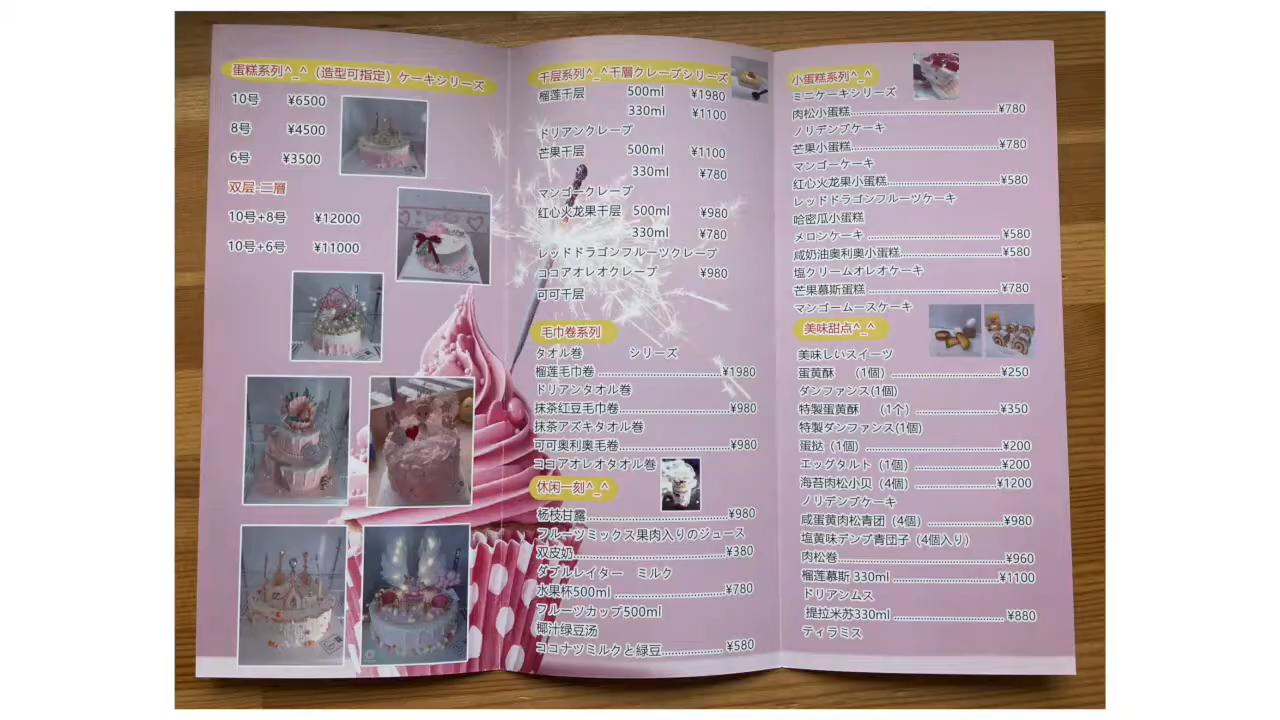 蛋糕系列^_^（造型可指定）ケーキシリーズ
10号 ¥6500
8号 ¥4500
6号 ¥3500
双层 二層
10号+8号 ¥12000
10号+6号 ¥11000
千层系列^_^千層クレープシリーズ
榴莲千层 500ml ¥1980
330ml ¥1100
ドリアンクレープ
芒果千层 500ml ¥1100
330ml ¥780
マンゴークレープ
红心火龙果千层 500ml ¥980
330ml ¥780
レッドドラゴンフルーツクレープ
ココアオレオクレープ ¥980
可可千层
毛巾卷系列
タオル巻 シリーズ
榴莲毛巾卷 ¥1980
ドリアンタオル巻
抹茶红豆毛巾卷 ¥980
抹茶アズキタオル巻
可可奥利奥毛卷 ¥980
ココアオレオタオル巻
休闲一刻^_^
杨枝甘露 ¥980
フルーツミックス果肉入りのジュース
双皮奶 ¥380
ダブルレイター ミルク
水果杯500ml ¥780
フルーツカップ500ml
椰汁绿豆汤
ココナツミルクと緑豆 ¥580
小蛋糕系列^_^
ミニケーキシリーズ
肉松小蛋糕 ¥780
ノリデンブケーキ
芒果小蛋糕 ¥780
マンゴーケーキ
红心火龙果小蛋糕 ¥580
レッドドラゴンフルーツケーキ
哈密瓜小蛋糕
メロンケーキ ¥580
咸奶油奥利奥小蛋糕 ¥580
塩クリームオレオケーキ
芒果慕斯蛋糕 ¥780
マンゴームースケーキ
美味甜点^_^
美味しいスイーツ
蛋黄酥 （1個） ¥250
ダンファンス(1個)
特製蛋黄酥 （1个） ¥350
特製ダンファンス(1個)
蛋挞（1個） ¥200
エッグタルト（1個） ¥200
海苔肉松小贝（4個） ¥1200
ノリデンブケーキ
咸蛋黄肉松青团（4個） ¥980
塩黄味デンブ青団子（4個入り）
肉松巻 ¥960
榴莲慕斯 330ml ¥1100
ドリアンムス
提拉米苏330ml ¥880
ティラミス